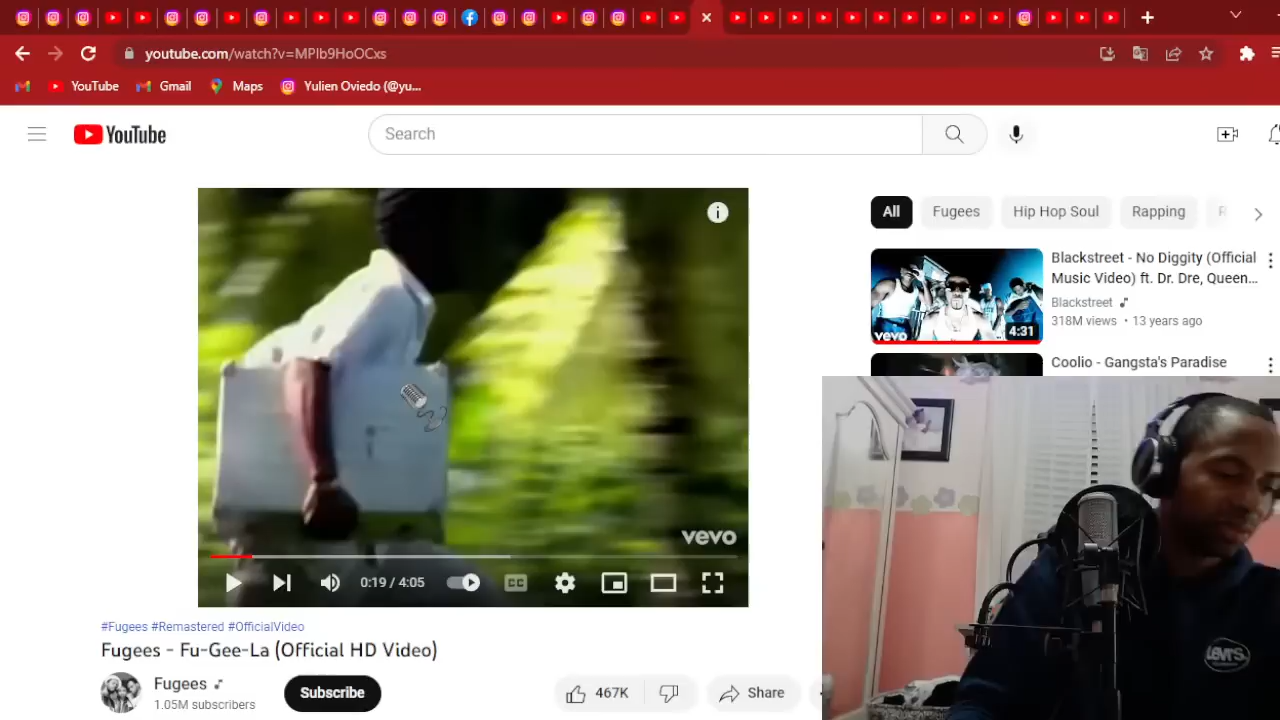 youtube.com/watch?v=MPlb9HoOCxs
YouTube
Gmail
Maps
Yulien Oviedo (@yu...
YouTube
Search
All
Fugees
Hip Hop Soul
Rapping
Blackstreet - No Diggity (Official
Music Video) ft. Dr. Dre, Queen...
Blackstreet
318M views • 13 years ago
vevo
4:31
Coolio - Gangsta's Paradise
vevo
0:19 / 4:05
CC
#Fugees #Remastered #OfficialVideo
Fugees - Fu-Gee-La (Official HD Video)
Fugees
1.05M subscribers
Subscribe
467K
Share
Levi's